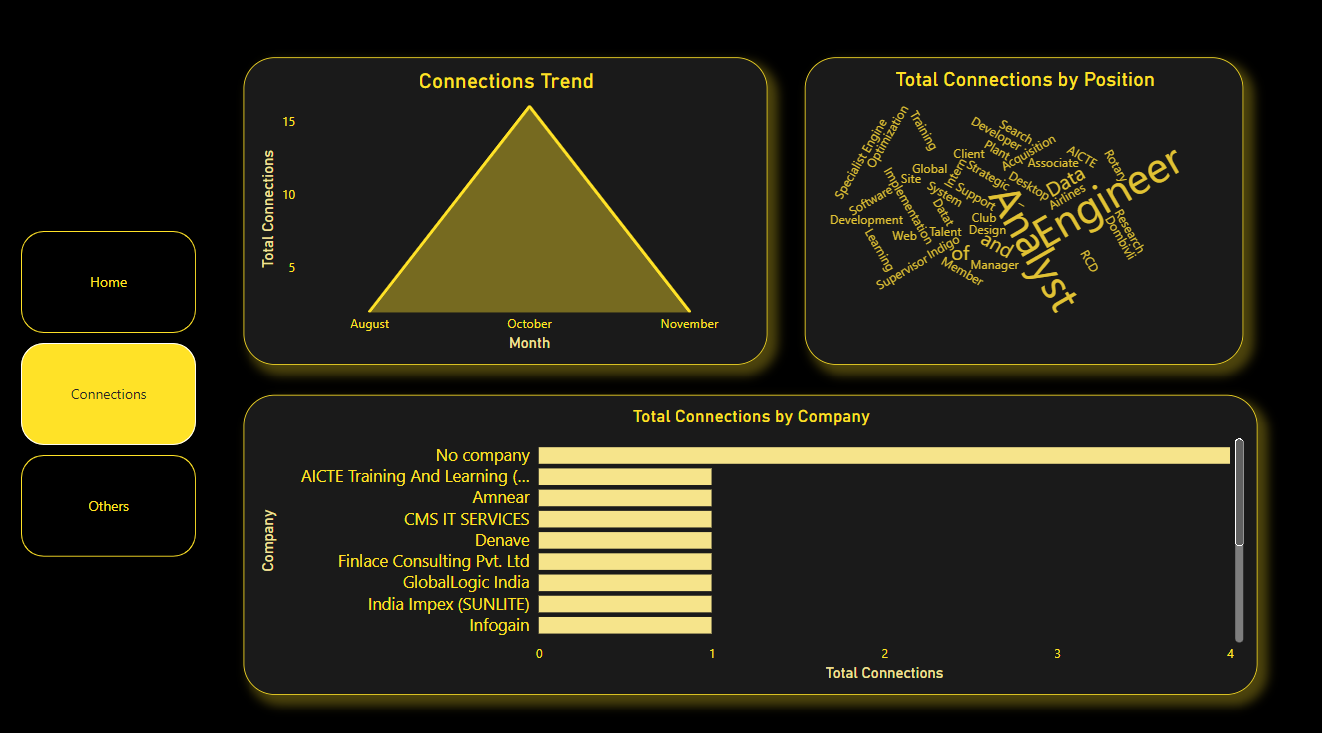 Home
Connections
Others
Connections Trend
Total Connections
15
10
5
August
October
November
Month
Total Connections by Position
Specialist Engine
Optimization
Training
Search...
Developer
Plant
Acquisition
Client
Associate
AICTE
Rotary
Global
Intern
Strategic
Desktop
Data
Engineer
Site
System
Support
–
Airlines
Software
Implementation
Datat
Analyst
Development
Club
Research
Dombivli
Web
Talent
Design
Learning
Indigo
and
of
RCD
Supervisor
Member
Manager
Total Connections by Company
Company
No company
AICTE Training And Learning (...
Amnear
CMS IT SERVICES
Denave
Finlace Consulting Pvt. Ltd
GlobalLogic India
India Impex (SUNLITE)
Infogain
0
1
2
3
4
Total Connections